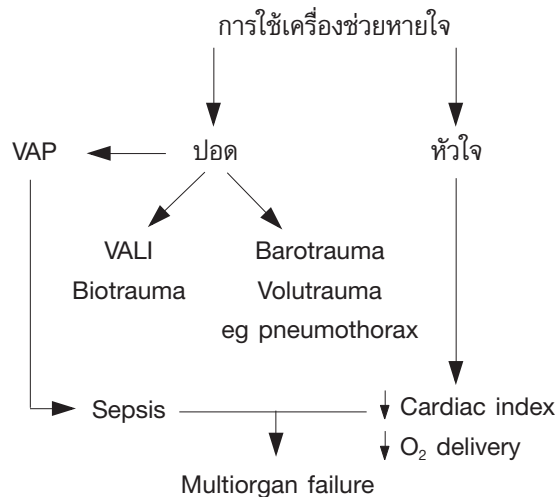 การใช้เครื่องช่วยหายใจ
VAP
ปอด
หัวใจ
VALI
Biotrauma
Barotrauma
Volutrauma
eg pneumothorax
Sepsis
↓ Cardiac index
↓ O₂ delivery
Multiorgan failure